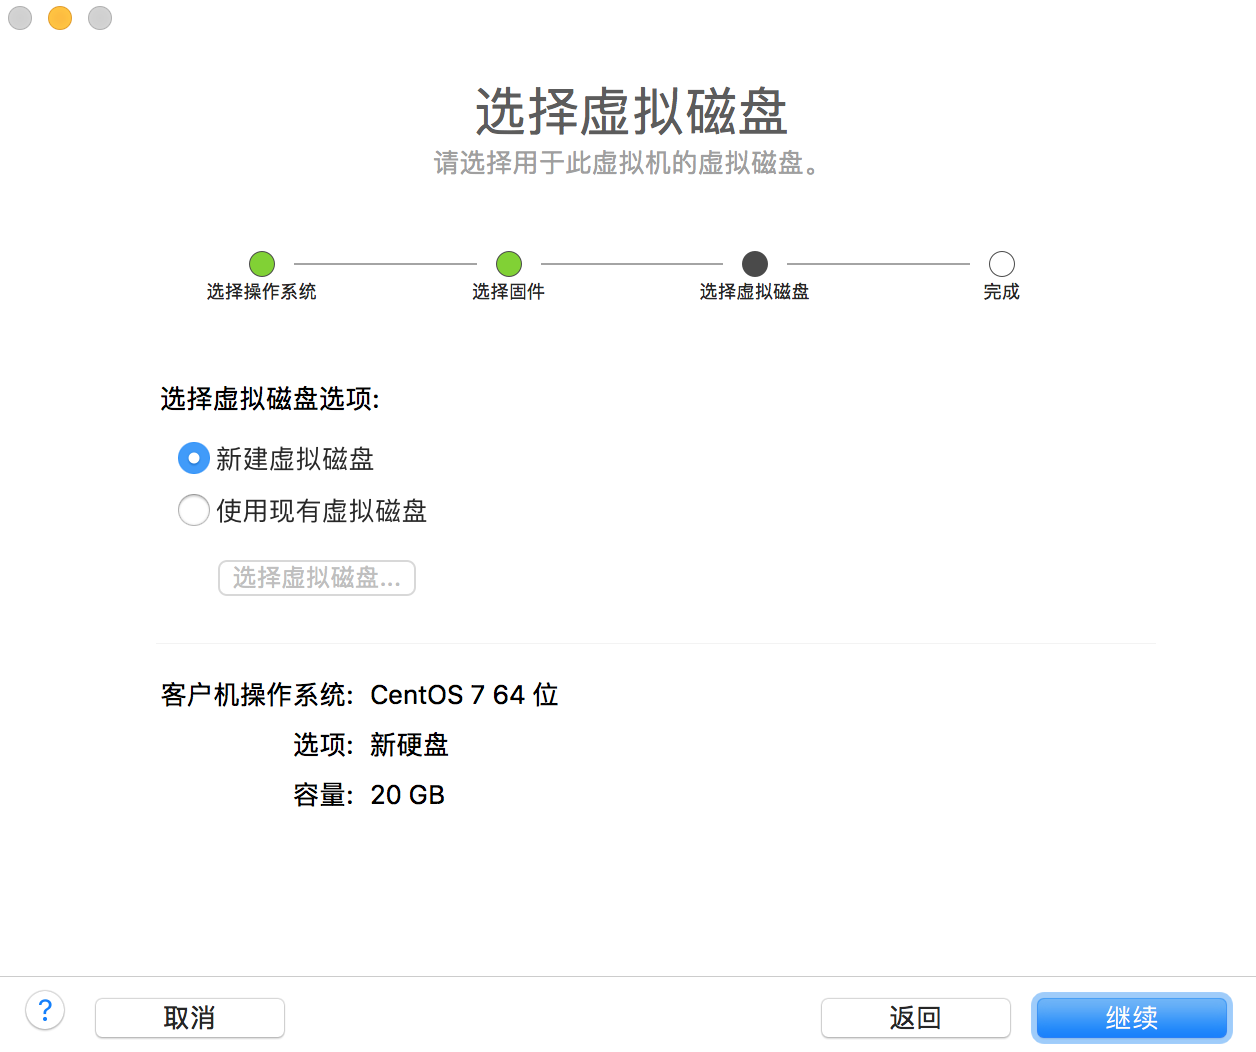 选择虚拟磁盘
请选择用于此虚拟机的虚拟磁盘。
选择操作系统 选择固件 选择虚拟磁盘 完成
选择虚拟磁盘选项:
新建虚拟磁盘
使用现有虚拟磁盘
选择虚拟磁盘...
客户机操作系统: CentOS 7 64 位
选项: 新硬盘
容量: 20 GB
? 取消 返回 继续